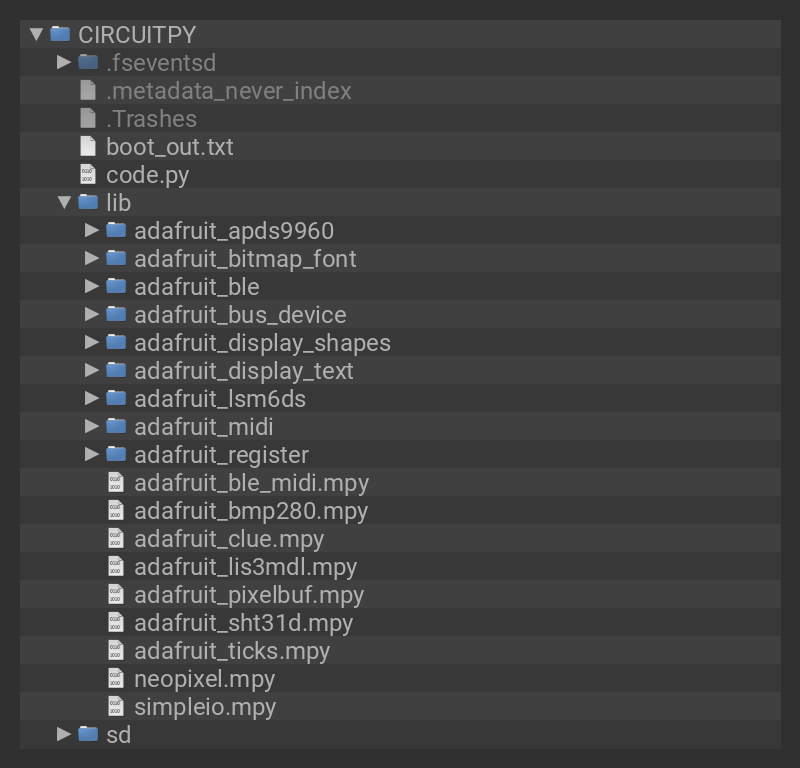 CIRCUITPY
.fseventsd
.metadata_never_index
.Trashes
boot_out.txt
code.py
lib
adafruit_apds9960
adafruit_bitmap_font
adafruit_ble
adafruit_bus_device
adafruit_display_shapes
adafruit_display_text
adafruit_lsm6ds
adafruit_midi
adafruit_register
adafruit_ble_midi.mpy
adafruit_bmp280.mpy
adafruit_clue.mpy
adafruit_lis3mdl.mpy
adafruit_pixelbuf.mpy
adafruit_sht31d.mpy
adafruit_ticks.mpy
neopixel.mpy
simpleio.mpy
sd